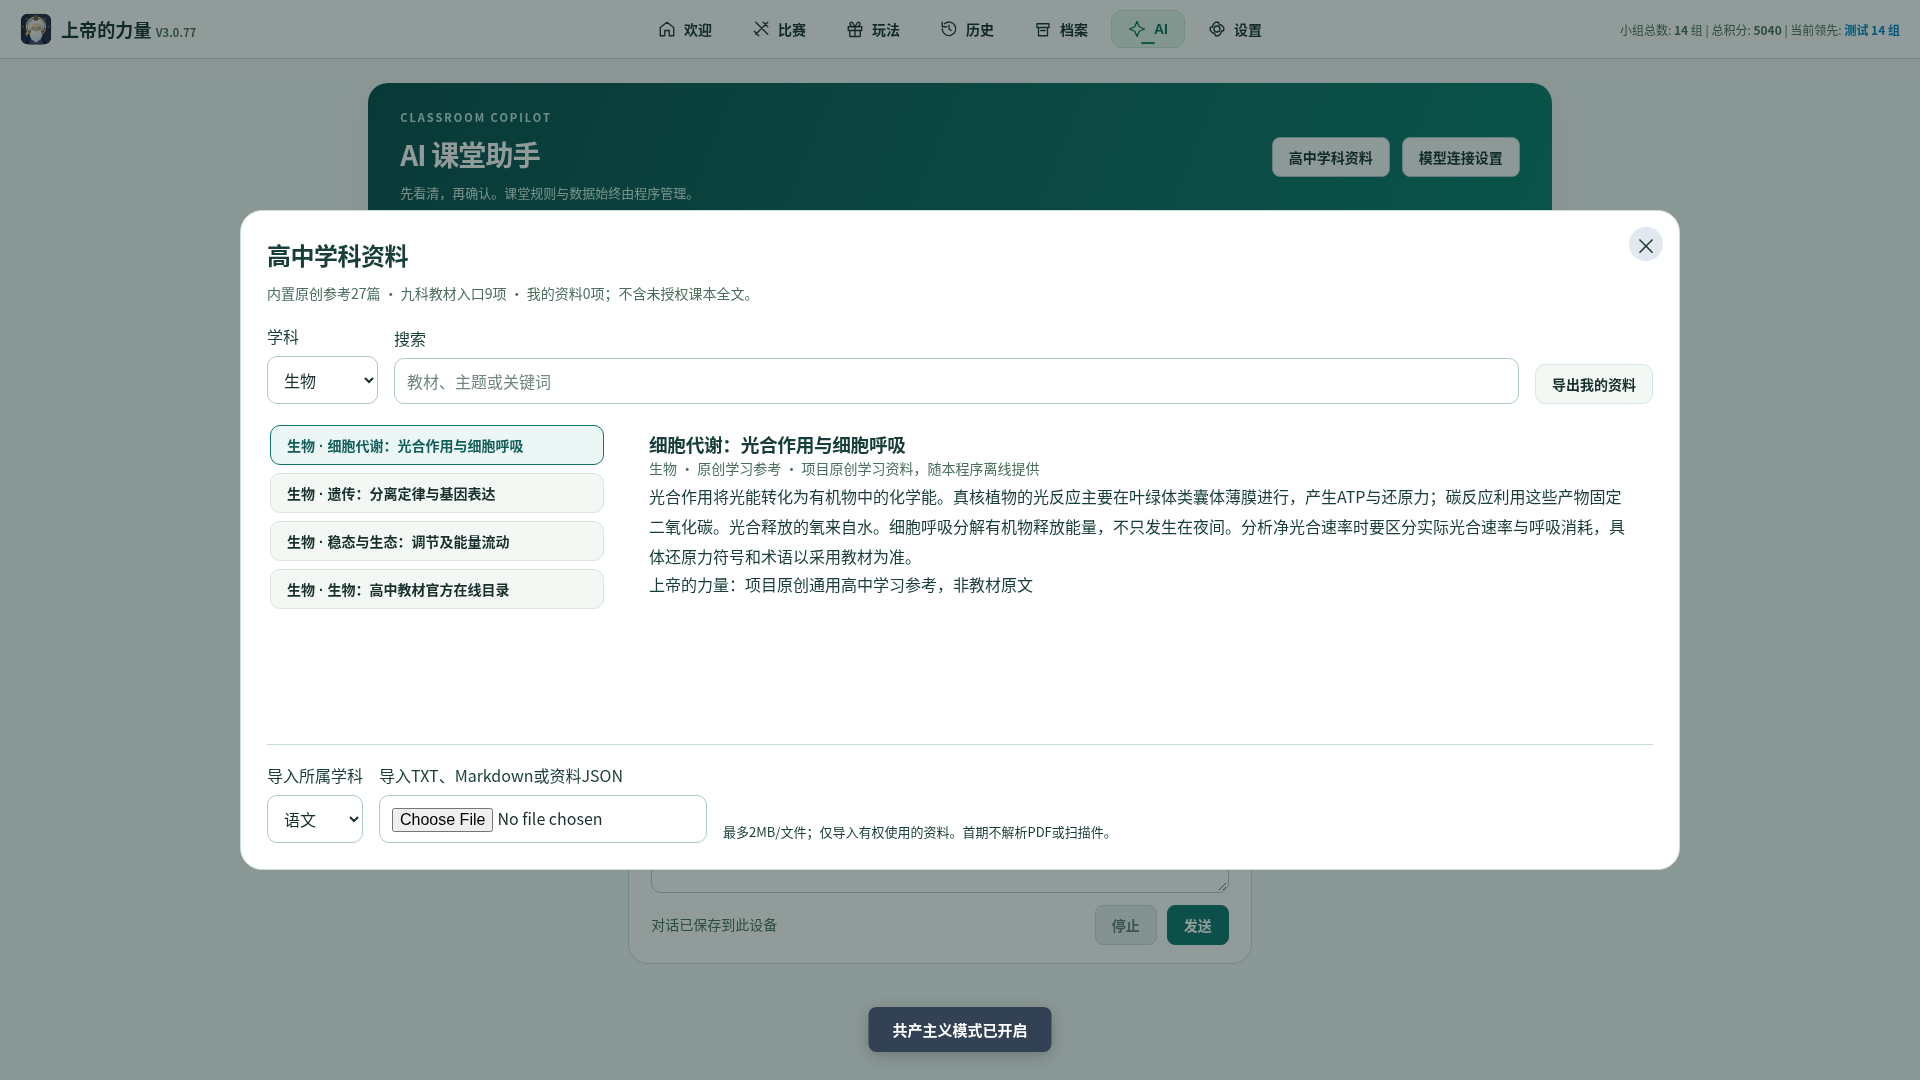 上帝的力量 V3.0.77
欢迎
比赛
玩法
历史
档案
AI
设置
小组总数: 14 组 | 总积分: 5040 | 当前领先: 测试 14 组
CLASSROOM COPILOT
AI 课堂助手
先看清，再确认。课堂规则与数据始终由程序管理。
高中学科资料
模型连接设置
高中学科资料
内置原创参考27篇 · 九科教材入口9项 · 我的资料0项；不含未授权课本全文。
学科
搜索
生物
教材、主题或关键词
导出我的资料
生物 · 细胞代谢：光合作用与细胞呼吸
生物 · 遗传：分离定律与基因表达
生物 · 稳态与生态：调节及能量流动
生物 · 生物：高中教材官方在线目录
细胞代谢：光合作用与细胞呼吸
生物 · 原创学习参考 · 项目原创学习资料，随本程序离线提供
光合作用将光能转化为有机物中的化学能。真核植物的光反应主要在叶绿体类囊体薄膜进行，产生ATP与还原力；碳反应利用这些产物固定
二氧化碳。光合释放的氧来自水。细胞呼吸分解有机物释放能量，不只发生在夜间。分析净光合速率时要区分实际光合速率与呼吸消耗，具
体还原力符号和术语以采用教材为准。
上帝的力量：项目原创通用高中学习参考，非教材原文
导入所属学科
导入TXT、Markdown或资料JSON
语文
Choose File No file chosen
最多2MB/文件；仅导入有权使用的资料。首期不解析PDF或扫描件。
对话已保存到此设备
停止
发送
共产主义模式已开启